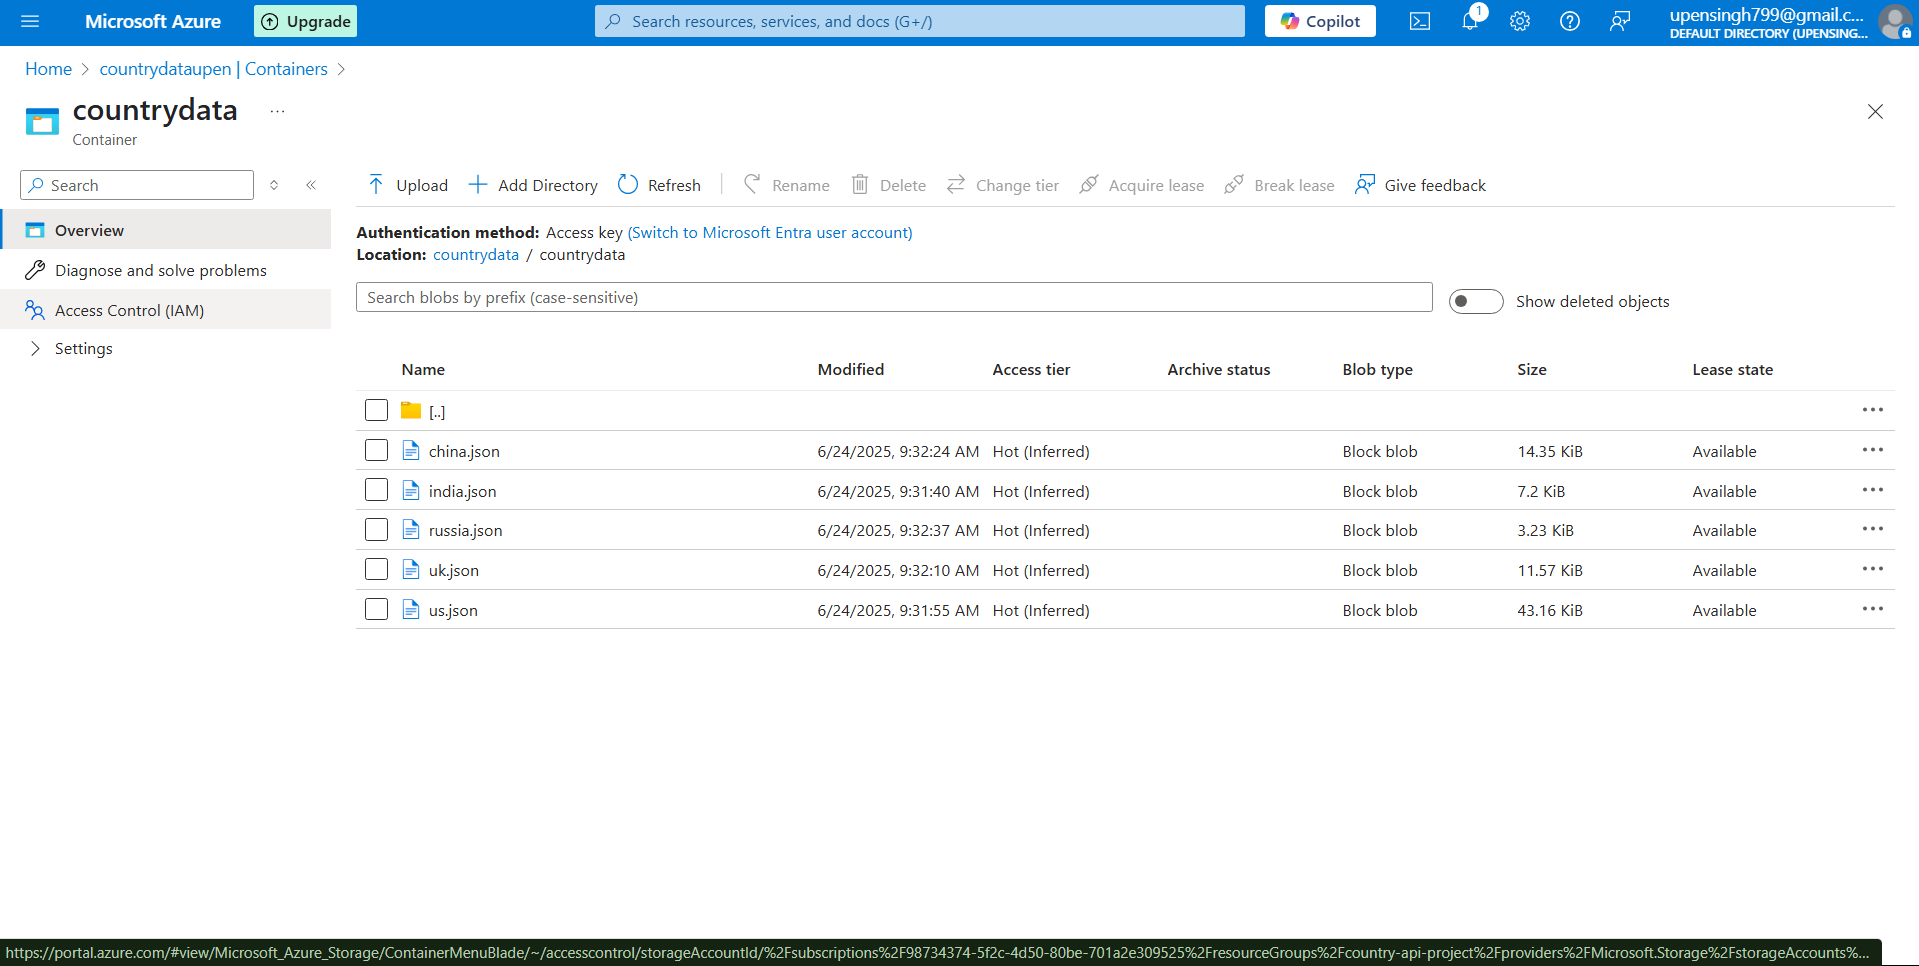 Microsoft Azure
Upgrade
Search resources, services, and docs (G+/)
Copilot
1
upensingh799@gmail.c...
DEFAULT DIRECTORY (UPENSING...
Home > countrydataupen | Containers >
countrydata ...
Container
Search
Overview
Diagnose and solve problems
Access Control (IAM)
Settings
Upload Add Directory Refresh Rename Delete Change tier Acquire lease Break lease Give feedback
Authentication method: Access key (Switch to Microsoft Entra user account)
Location: countrydata / countrydata
Search blobs by prefix (case-sensitive)
Show deleted objects
Name Modified Access tier Archive status Blob type Size Lease state
[..]
china.json 6/24/2025, 9:32:24 AM Hot (Inferred) Block blob 14.35 KiB Available
india.json 6/24/2025, 9:31:40 AM Hot (Inferred) Block blob 7.2 KiB Available
russia.json 6/24/2025, 9:32:37 AM Hot (Inferred) Block blob 3.23 KiB Available
uk.json 6/24/2025, 9:32:10 AM Hot (Inferred) Block blob 11.57 KiB Available
us.json 6/24/2025, 9:31:55 AM Hot (Inferred) Block blob 43.16 KiB Available
https://portal.azure.com/#view/Microsoft_Azure_Storage/ContainerMenuBlade/~/accesscontrol/storageAccountId/%2Fsubscriptions%2F98734374-5f2c-4d50-80be-701a2e309525%2FresourceGroups%2Fcountry-api-project%2Fproviders%2FMicrosoft.Storage%2FstorageAccounts%...